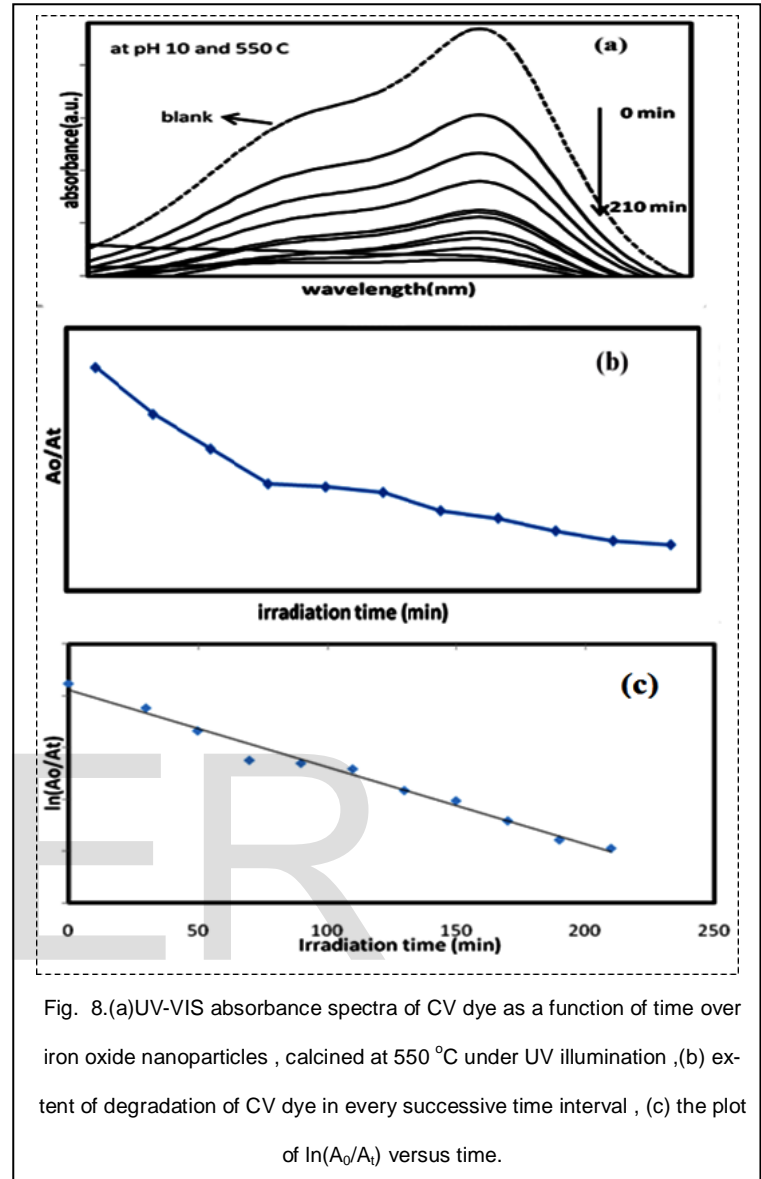 at pH 10 and 550 C
(a)
blank
0 min
210 min
absorbance(a.u.)
wavelength(nm)
(b)
Ao/At
irradiation time (min)
(c)
ln(Ao/At)
0 50 100 150 200 250
Irradiation time (min)
ER
Fig. 8.(a)UV-VIS absorbance spectra of CV dye as a function of time over
iron oxide nanoparticles , calcined at 550 °C under UV illumination ,(b) ex-
tent of degradation of CV dye in every successive time interval , (c) the plot
of ln(A₀/Aₜ) versus time.